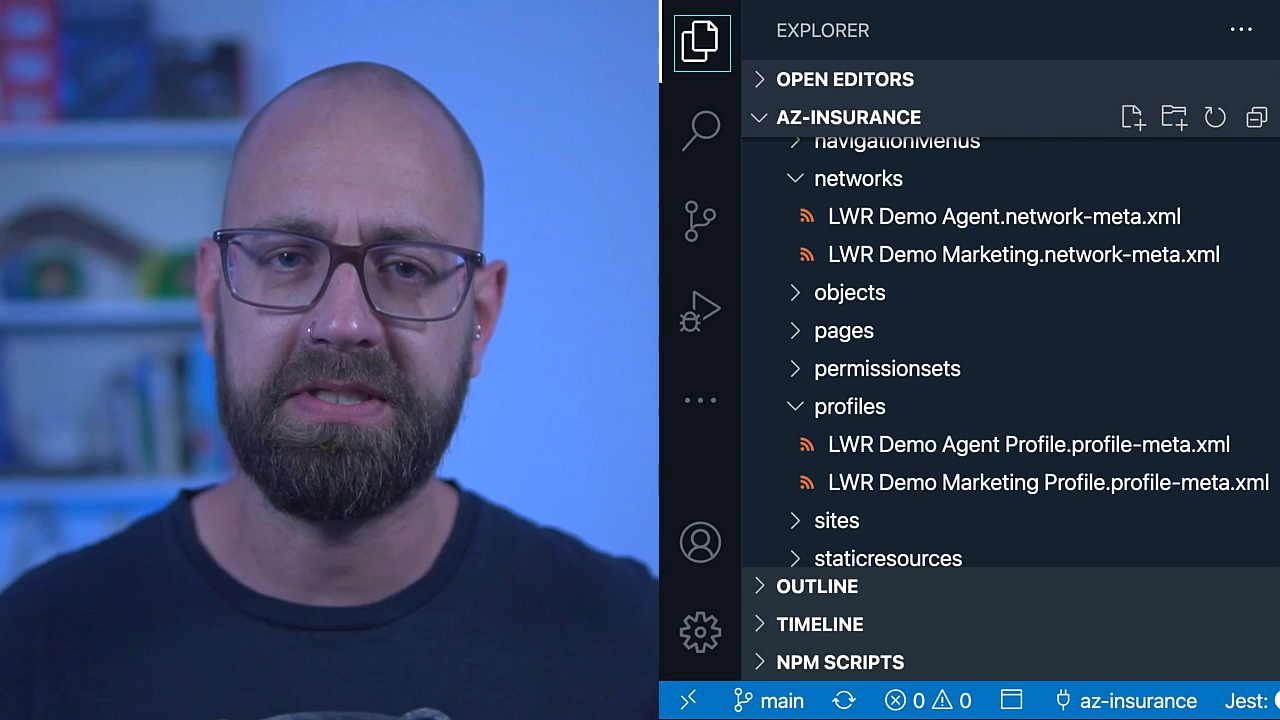 EXPLORER
OPEN EDITORS
AZ-INSURANCE
navigationMenus
networks
LWR Demo Agent.network-meta.xml
LWR Demo Marketing.network-meta.xml
objects
pages
permissionsets
profiles
LWR Demo Agent Profile.profile-meta.xml
LWR Demo Marketing Profile.profile-meta.xml
sites
staticresources
OUTLINE
TIMELINE
NPM SCRIPTS
main 0 0 az-insurance Jest: